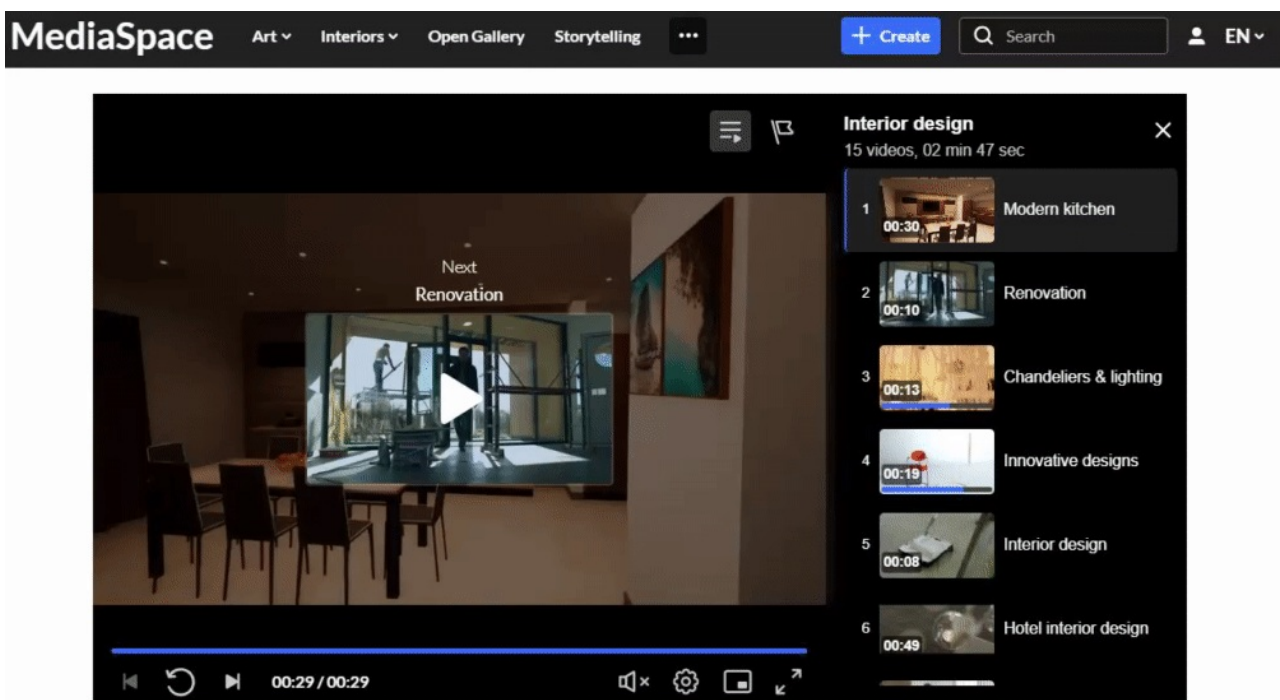 MediaSpace
Art
Interiors
Open Gallery
Storytelling
+ Create
Search
EN
Next
Renovation
00:29 / 00:29
Interior design
15 videos, 02 min 47 sec
1
00:30
Modern kitchen
2
00:10
Renovation
3
00:13
Chandeliers & lighting
4
00:19
Innovative designs
5
00:08
Interior design
6
00:49
Hotel interior design